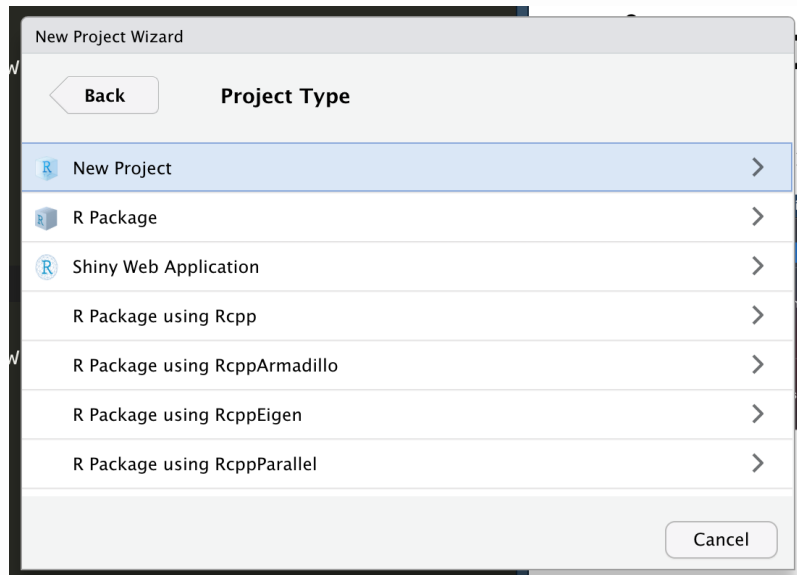 New Project Wizard
Back
Project Type
R New Project
R R Package
R Shiny Web Application
R Package using Rcpp
R Package using RcppArmadillo
R Package using RcppEigen
R Package using RcppParallel
Cancel